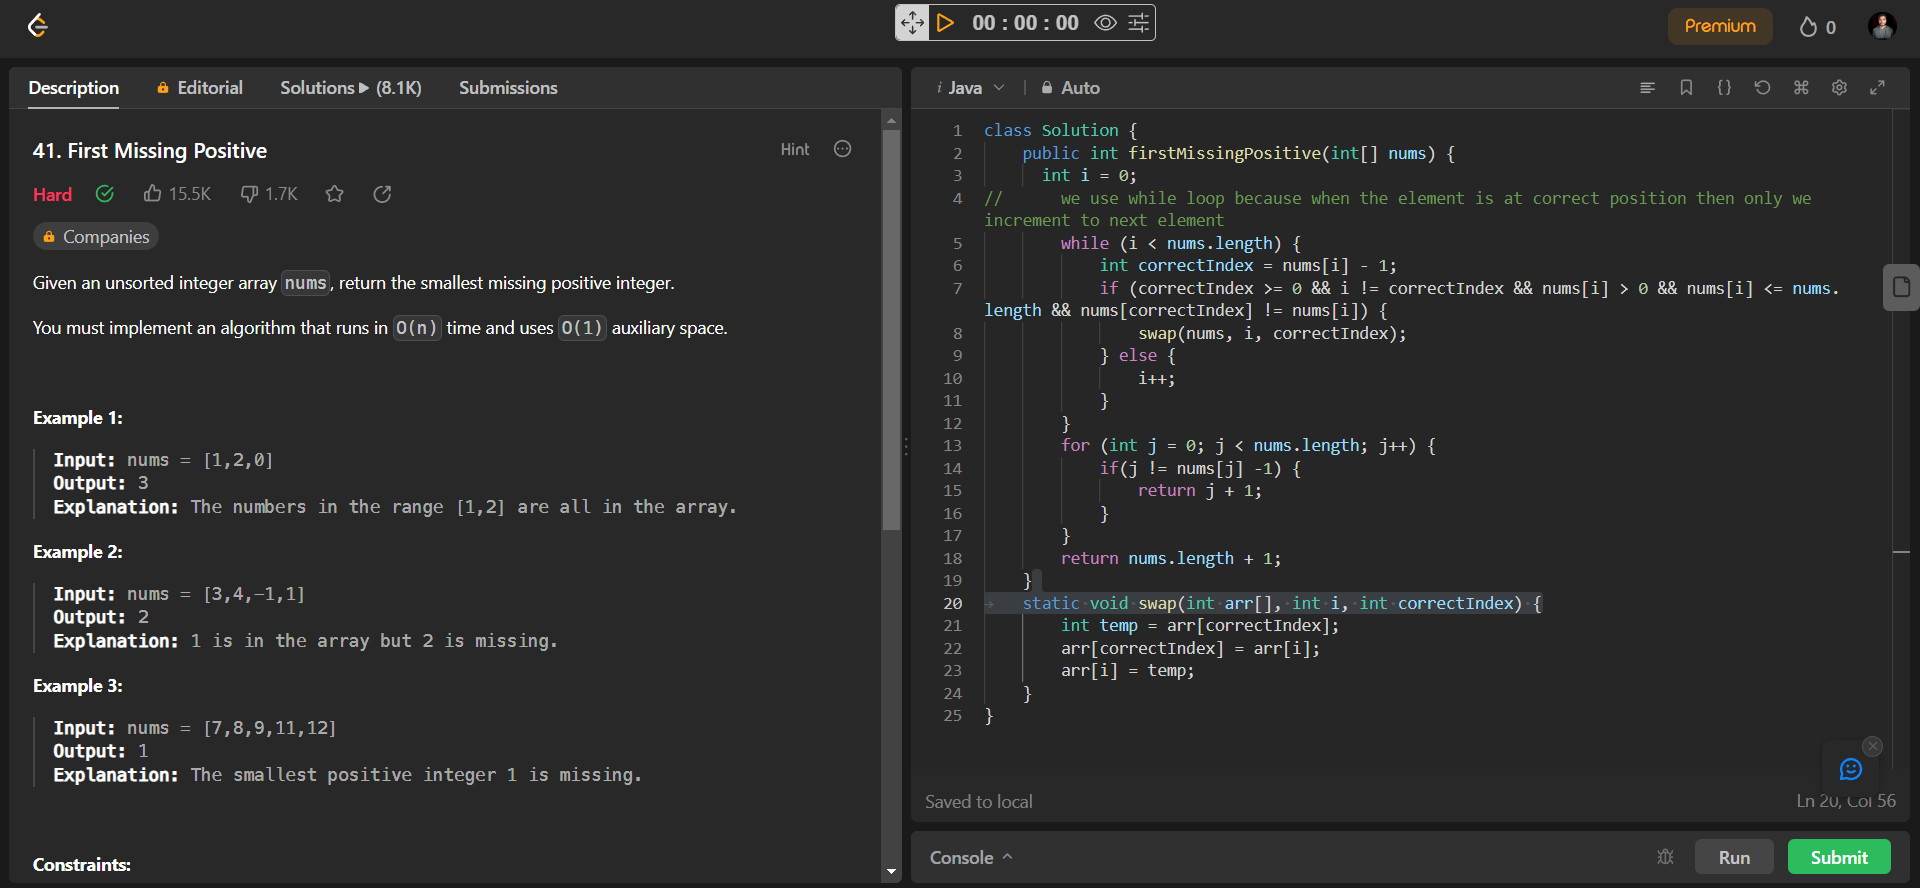 00 : 00 : 00
Premium
0
Description
Editorial
Solutions (8.1K)
Submissions
41. First Missing Positive
Hint
Hard
15.5K
1.7K
Companies
Given an unsorted integer array nums, return the smallest missing positive integer.
You must implement an algorithm that runs in O(n) time and uses O(1) auxiliary space.
Example 1:
Input: nums = [1,2,0]
Output: 3
Explanation: The numbers in the range [1,2] are all in the array.
Example 2:
Input: nums = [3,4,-1,1]
Output: 2
Explanation: 1 is in the array but 2 is missing.
Example 3:
Input: nums = [7,8,9,11,12]
Output: 1
Explanation: The smallest positive integer 1 is missing.
Constraints:
i Java
Auto
1 class Solution {
2 public int firstMissingPositive(int[] nums) {
3 int i = 0;
4 // we use while loop because when the element is at correct position then only we
increment to next element
5 while (i < nums.length) {
6 int correctIndex = nums[i] - 1;
7 if (correctIndex >= 0 && i != correctIndex && nums[i] > 0 && nums[i] <= nums.
length && nums[correctIndex] != nums[i]) {
8 swap(nums, i, correctIndex);
9 } else {
10 i++;
11 }
12 }
13 for (int j = 0; j < nums.length; j++) {
14 if(j != nums[j] -1) {
15 return j + 1;
16 }
17 }
18 return nums.length + 1;
19 }
20 static void swap(int arr[], int i, int correctIndex) {
21 int temp = arr[correctIndex];
22 arr[correctIndex] = arr[i];
23 arr[i] = temp;
24 }
25 }
Saved to local
Ln 20, Col 56
Console
Run
Submit